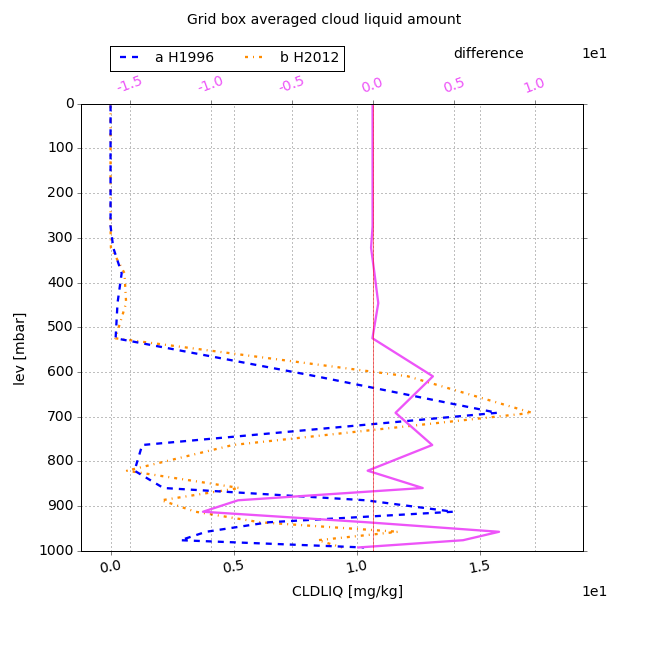 Grid box averaged cloud liquid amount
a H1996 b H2012
difference 1e1
-1.5 -1.0 -0.5 0.0 0.5 1.0
0
100
200
300
400
500
600
700
800
900
1000
lev [mbar]
0.0 0.5 1.0 1.5
CLDLIQ [mg/kg] 1e1